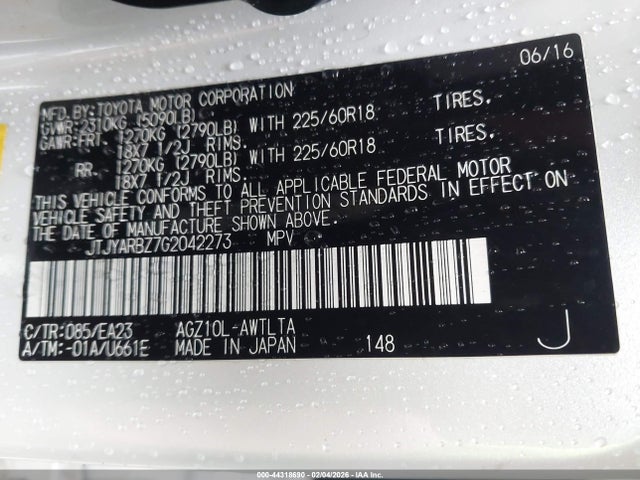 06/16
MFD.BY:TOYOTA MOTOR CORPORATION
GVWR:2310KG (5090LB)
GAWR:FRT. 1270KG (2790LB) WITH 225/60R18 TIRES.
18X7 1/2J RIMS.
RR. 1270KG (2790LB) WITH 225/60R18 TIRES.
18X7 1/2J RIMS.
THIS VEHICLE CONFORMS TO ALL APPLICABLE FEDERAL MOTOR
VEHICLE SAFETY AND THEFT PREVENTION STANDARDS IN EFFECT ON
THE DATE OF MANUFACTURE SHOWN ABOVE.
JTJYARBZ7G2042273 MPV
C/TR:085/EA23 AGZ10L-AWTLTA
A/TM:-01A/U661E MADE IN JAPAN 148 J
000-44318690 - 02/04/2026 - IAA Inc.